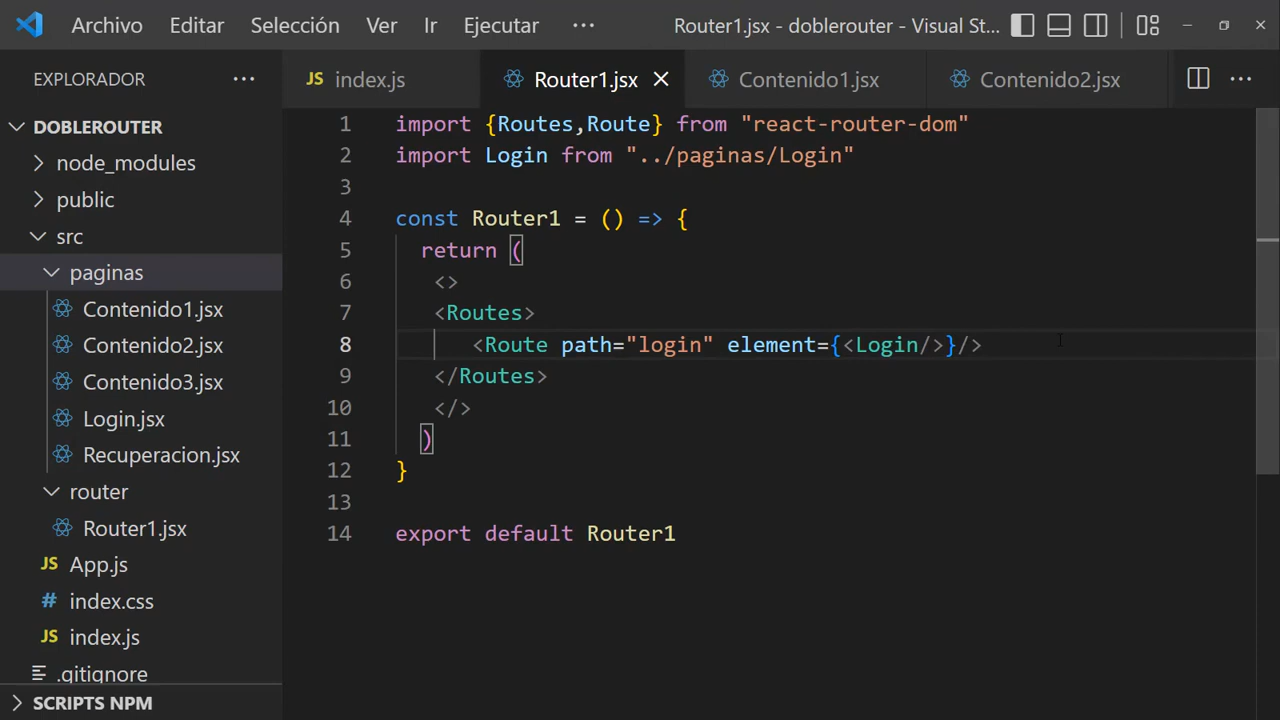 Archivo Editar Selección Ver Ir Ejecutar ··· Router1.jsx - doblerouter - Visual St...
EXPLORADOR ···
JS index.js Router1.jsx Contenido1.jsx Contenido2.jsx ···
DOBLEROUTER
node_modules
public
src
paginas
Contenido1.jsx
Contenido2.jsx
Contenido3.jsx
Login.jsx
Recuperacion.jsx
router
Router1.jsx
JS App.js
# index.css
JS index.js
.gitignore
SCRIPTS NPM
1 import {Routes,Route} from "react-router-dom"
2 import Login from "../paginas/Login"
3
4 const Router1 = () => {
5 return (
6 <>
7 <Routes>
8 <Route path="login" element={<Login/>}/>
9 </Routes>
10 </>
11 )
12 }
13
14 export default Router1